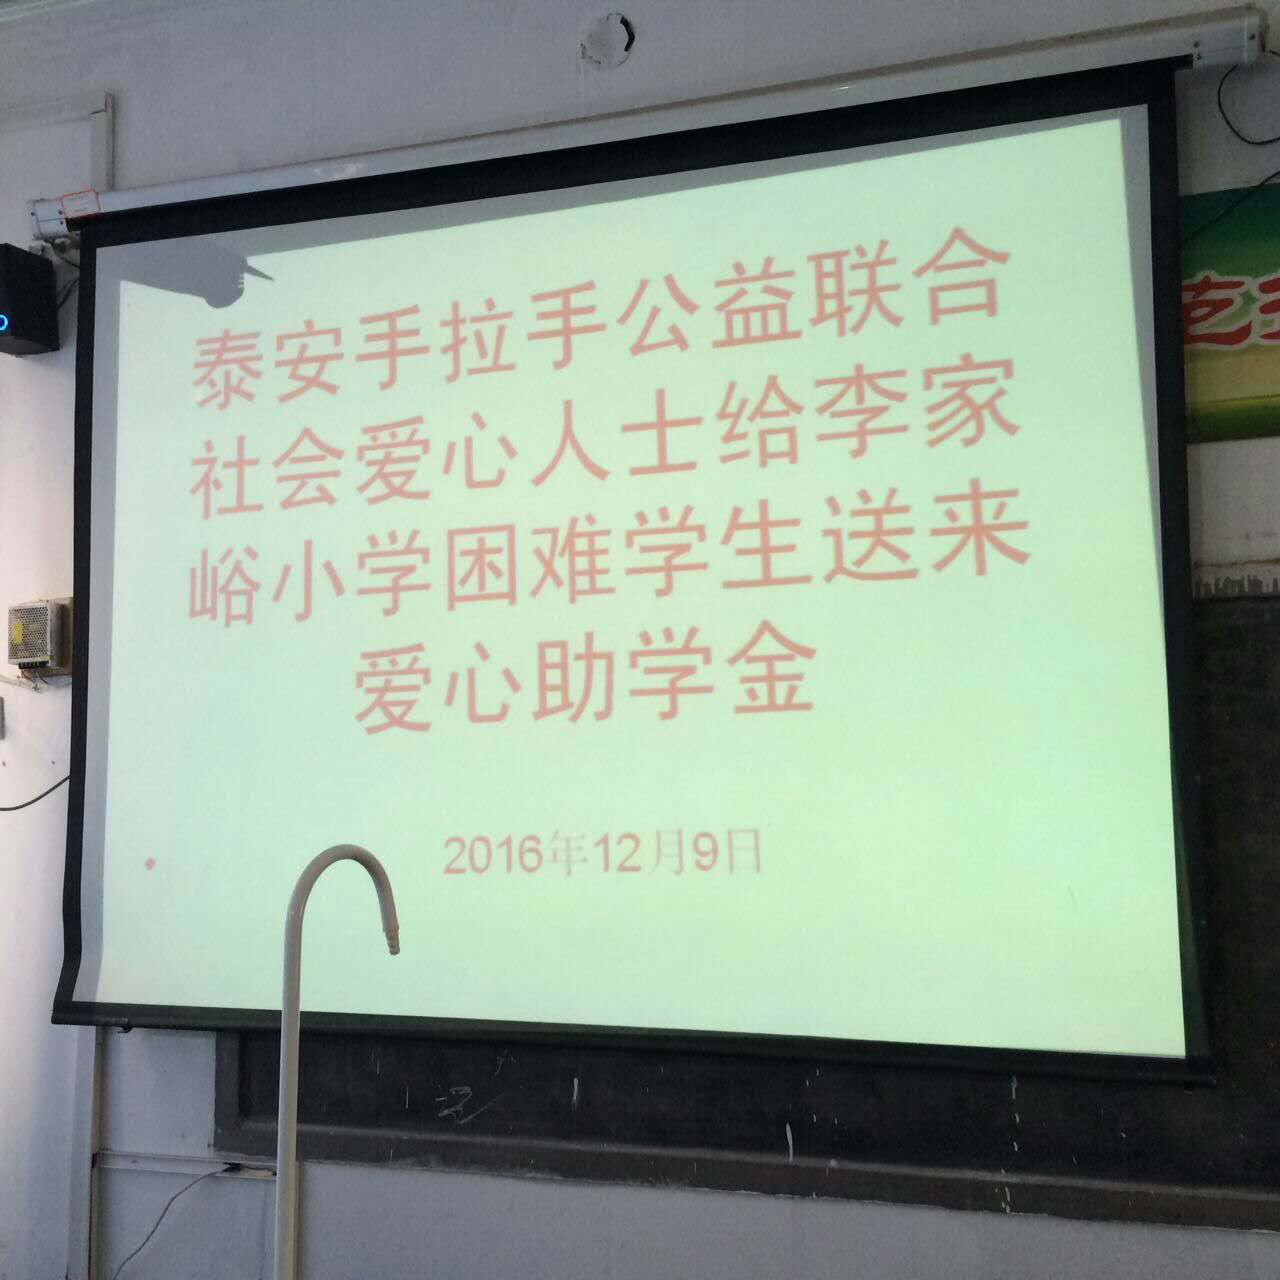 泰安手拉手公益联合
社会爱心人士给李家
峪小学困难学生送来
爱心助学金
2016年12月9日